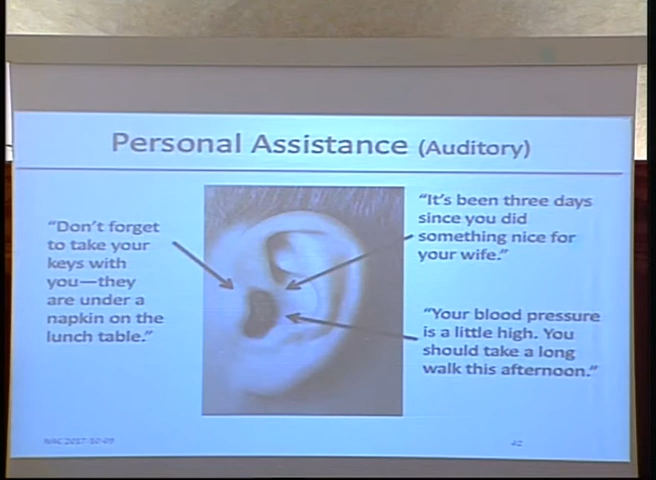 Personal Assistance (Auditory)
“Don’t forget
to take your
keys with
you—they
are under a
napkin on the
lunch table.”
“It’s been three days
since you did
something nice for
your wife.”
“Your blood pressure
is a little high. You
should take a long
walk this afternoon.”
42